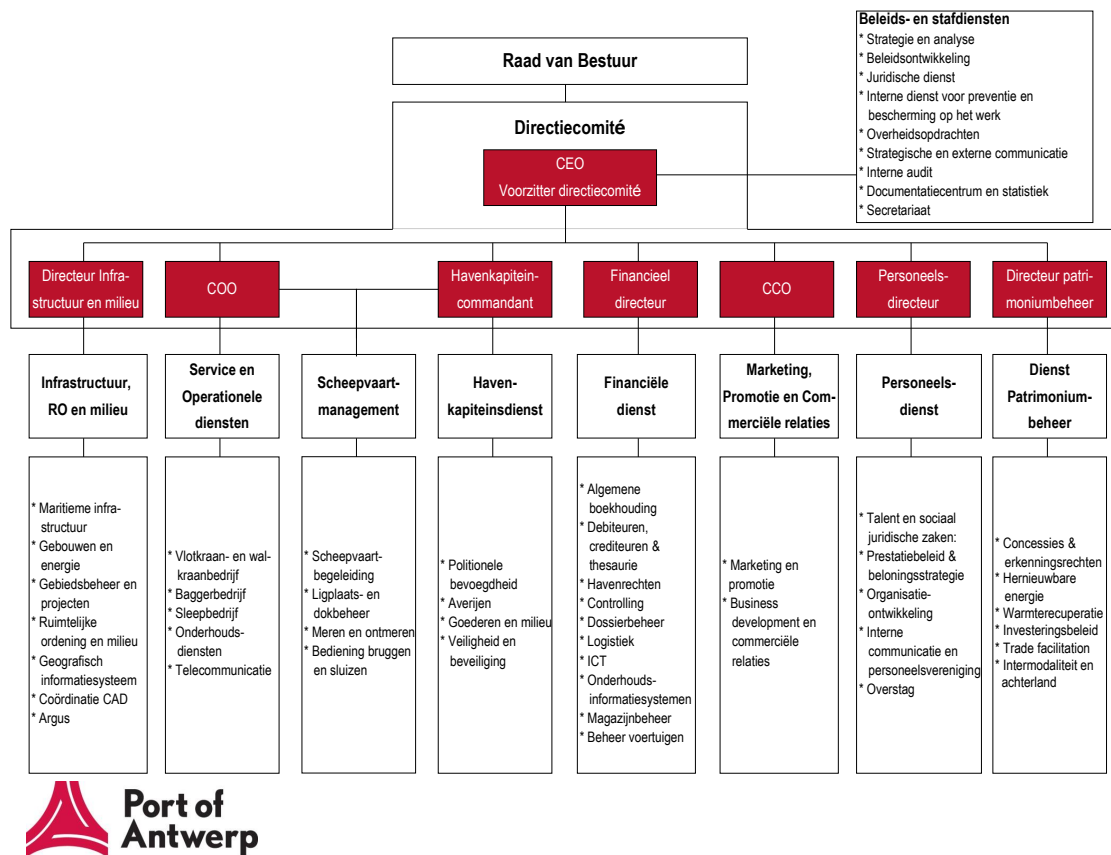 Beleids- en stafdiensten
* Strategie en analyse
* Beleidsontwikkeling
* Juridische dienst
* Interne dienst voor preventie en
bescherming op het werk
* Overheidsopdrachten
* Strategische en externe communicatie
* Interne audit
* Documentatiecentrum en statistiek
* Secretariaat
Raad van Bestuur
Directiecomité
CEO
Voorzitter directiecomité
Directeur Infra-
structuur en milieu
COO
Havenkapitein-
commandant
Financieel
directeur
CCO
Personeels-
directeur
Directeur patri-
moniumbeheer
Infrastructuur,
RO en milieu
Service en
Operationele
diensten
Scheepvaart-
management
Haven-
kapiteinsdienst
Financiële
dienst
Marketing,
Promotie en Com-
merciële relaties
Personeels-
dienst
Dienst
Patrimonium-
beheer
* Maritieme infra-
structuur
* Gebouwen en
energie
* Gebiedsbeheer en
projecten
* Ruimtelijke
ordening en milieu
* Geografisch
informatiesysteem
* Coördinatie CAD
* Argus
* Vlotkraan- en wal-
kraanbedrijf
* Baggerbedrijf
* Sleepbedrijf
* Onderhouds-
diensten
* Telecommunicatie
* Scheepvaart-
begeleiding
* Ligplaats- en
dokbeheer
* Meren en ontmeren
* Bediening bruggen
en sluizen
* Politionele
bevoegdheid
* Averijen
* Goederen en milieu
* Veiligheid en
beveiliging
* Algemene
boekhouding
* Debiteuren,
crediteuren &
thesaurie
* Havenrechten
* Controlling
* Dossierbeheer
* Logistiek
* ICT
* Onderhouds-
informatiesystemen
* Magazijnbeheer
* Beheer voertuigen
* Marketing en
promotie
* Business
development en
commerciële
relaties
* Talent en sociaal
juridische zaken:
* Prestatiebeleid &
beloningsstrategie
* Organisatie-
ontwikkeling
* Interne
communicatie en
personeelsvereniging
* Overstag
* Concessies &
erkenningsrechten
* Hernieuwbare
energie
* Warmterecuperatie
* Investeringsbeleid
* Trade facilitation
* Intermodaliteit en
achterland
Port of
Antwerp